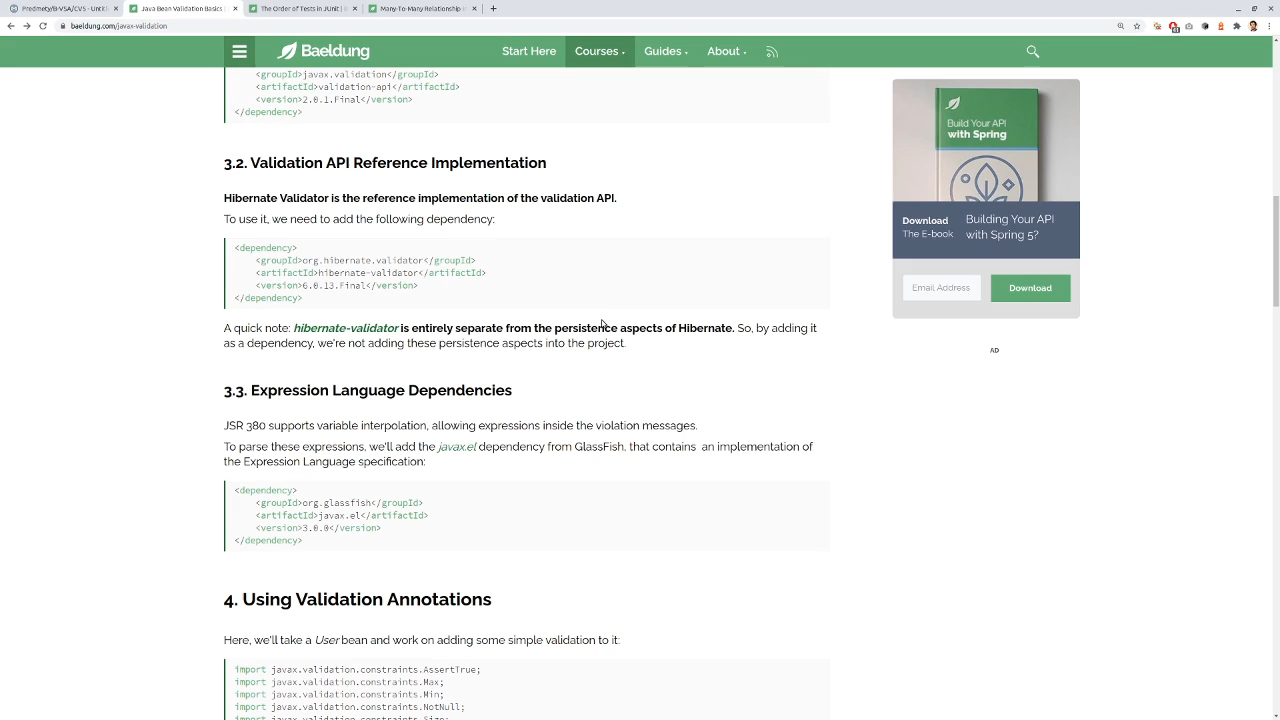 Predmety/B-VSA/CV5 - Untitl
Java Bean Validation Basics |
The Order of Tests in JUnit | B
Many-To-Many Relationship in
baeldung.com/javax-validation
Baeldung
Start Here Courses Guides About
<groupId>javax.validation</groupId>
<artifactId>validation-api</artifactId>
<version>2.0.1.Final</version>
</dependency>
3.2. Validation API Reference Implementation
Hibernate Validator is the reference implementation of the validation API.
To use it, we need to add the following dependency:
<dependency>
<groupId>org.hibernate.validator</groupId>
<artifactId>hibernate-validator</artifactId>
<version>6.0.13.Final</version>
</dependency>
A quick note: hibernate-validator is entirely separate from the persistence aspects of Hibernate. So, by adding it
as a dependency, we're not adding these persistence aspects into the project.
3.3. Expression Language Dependencies
JSR 380 supports variable interpolation, allowing expressions inside the violation messages.
To parse these expressions, we'll add the javax.el dependency from GlassFish, that contains an implementation of
the Expression Language specification:
<dependency>
<groupId>org.glassfish</groupId>
<artifactId>javax.el</artifactId>
<version>3.0.0</version>
</dependency>
4. Using Validation Annotations
Here, we'll take a User bean and work on adding some simple validation to it:
import javax.validation.constraints.AssertTrue;
import javax.validation.constraints.Max;
import javax.validation.constraints.Min;
import javax.validation.constraints.NotNull;
import javax.validation.constraints.Size;
Build Your API
with Spring
Download
The E-book
Building Your API
with Spring 5?
Email Address
Download
AD